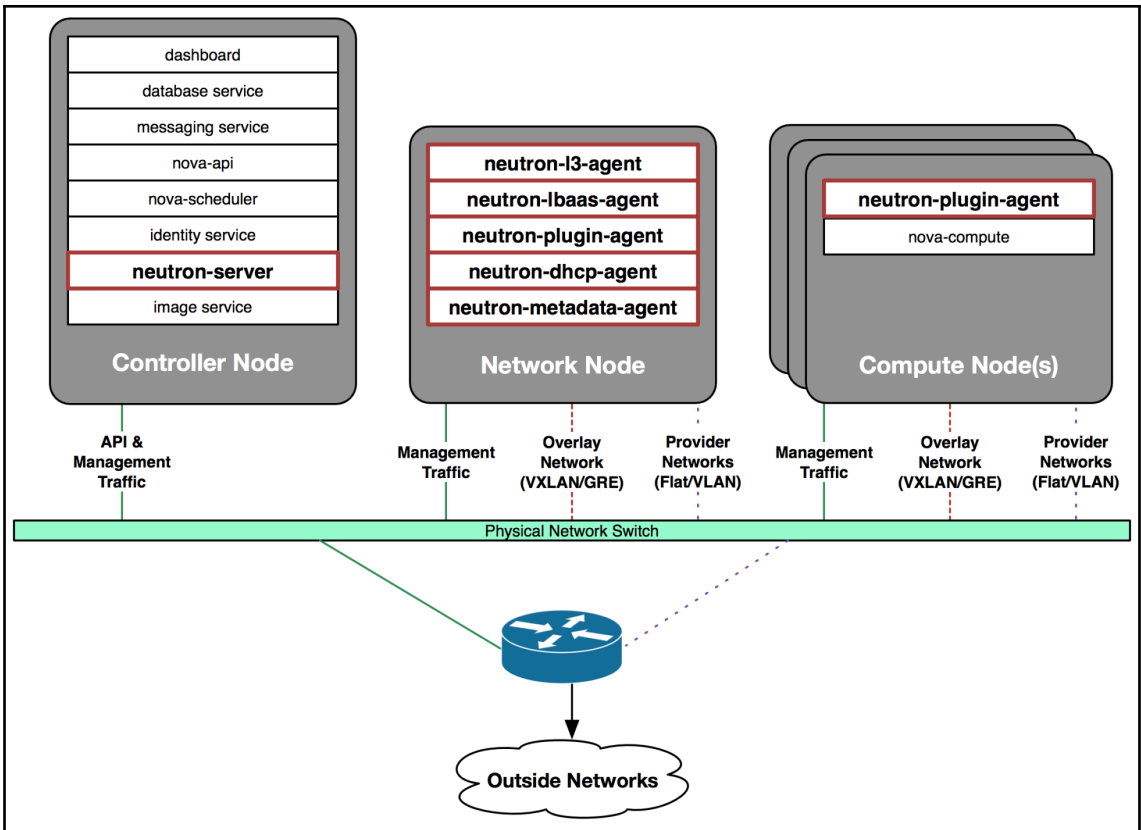 dashboard
database service
messaging service
nova-api
nova-scheduler
identity service
neutron-server
image service
Controller Node
neutron-l3-agent
neutron-lbaas-agent
neutron-plugin-agent
neutron-dhcp-agent
neutron-metadata-agent
Network Node
neutron-plugin-agent
nova-compute
Compute Node(s)
API &
Management
Traffic
Management
Traffic
Overlay
Network
(VXLAN/GRE)
Provider
Networks
(Flat/VLAN)
Management
Traffic
Overlay
Network
(VXLAN/GRE)
Provider
Networks
(Flat/VLAN)
Physical Network Switch
Outside Networks